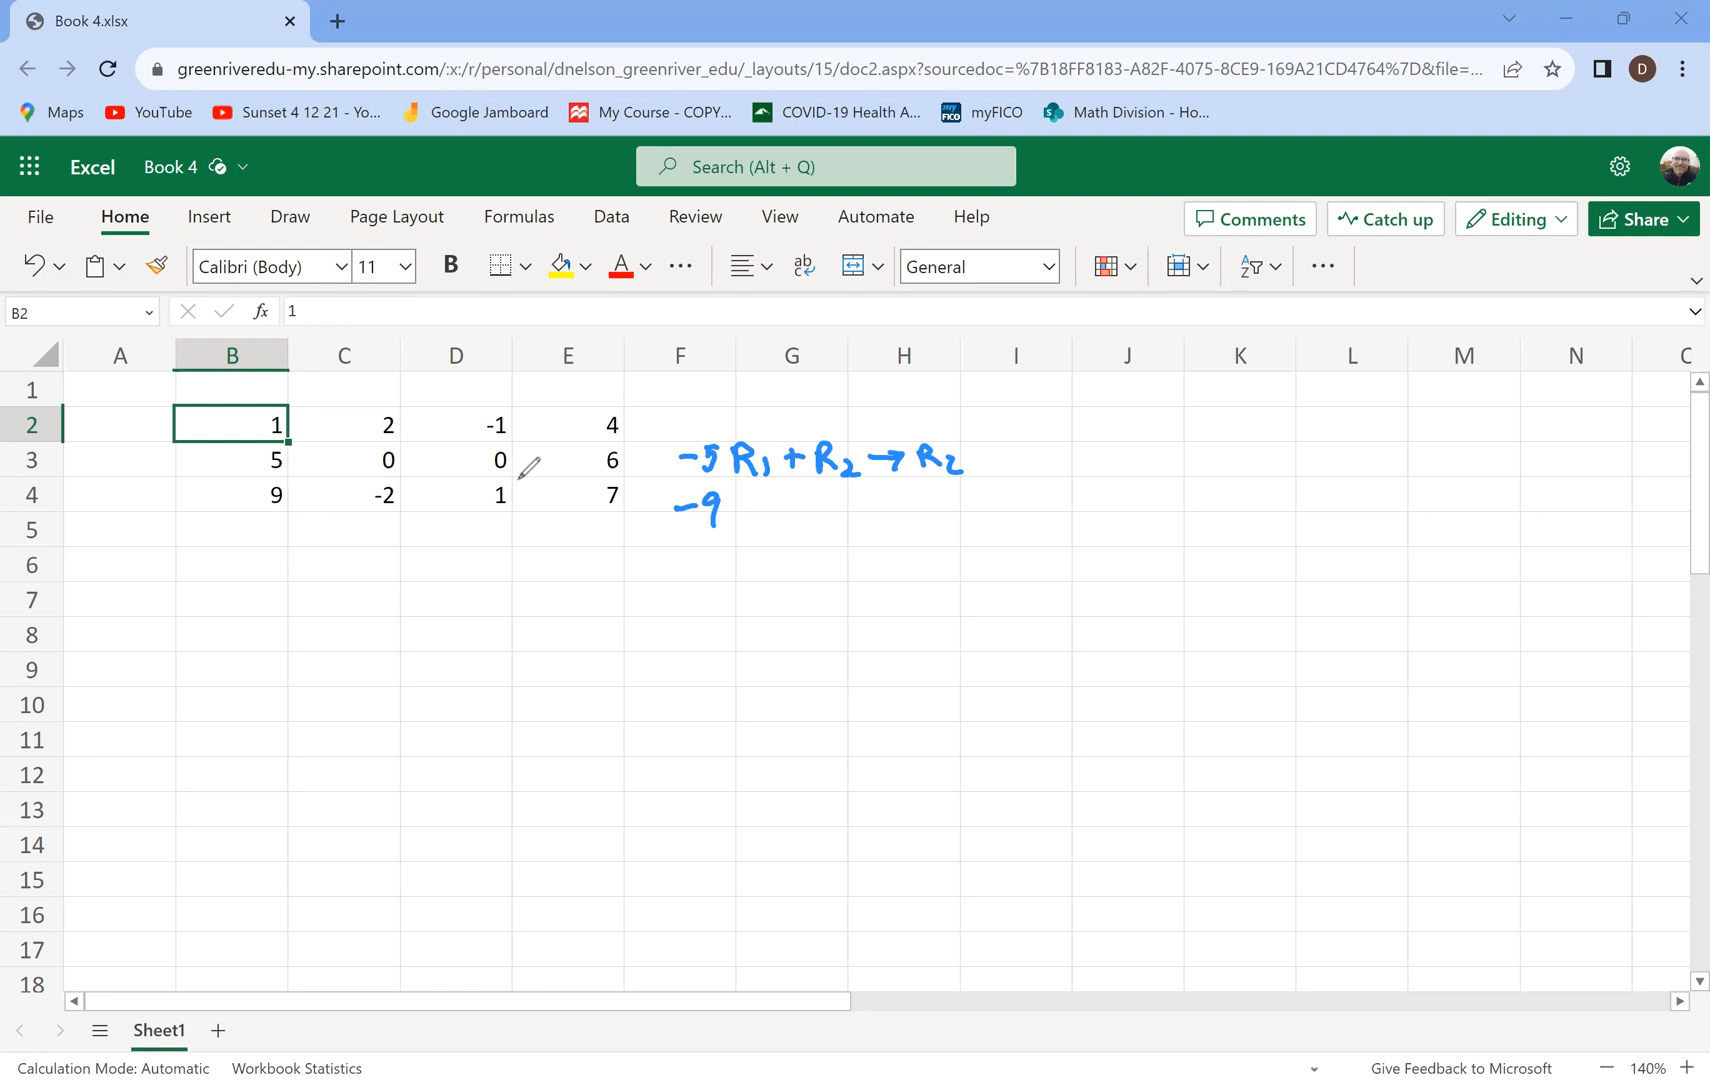 Book 4.xlsx
greenriveredu-my.sharepoint.com/:x:/r/personal/dnelson_greenriver_edu/_layouts/15/doc2.aspx?sourcedoc=%7B18FF8183-A82F-4075-8CE9-169A21CD4764%7D&file=... D
Maps YouTube Sunset 4 12 21 - Yo... Google Jamboard My Course - COPY... COVID-19 Health A... my FICO myFICO Math Division - Ho...
Excel Book 4 Search (Alt + Q)
File Home Insert Draw Page Layout Formulas Data Review View Automate Help Comments Catch up Editing Share
Calibri (Body) 11 B A ab General
B2 fx 1
A B C D E F G H I J K L M N C
1
2 1 2 -1 4
3 5 0 0 6 -5 R1 + R2 → R2
4 9 -2 1 7 -9
5
6
7
8
9
10
11
12
13
14
15
16
17
18
Sheet1
Calculation Mode: Automatic Workbook Statistics Give Feedback to Microsoft 140%